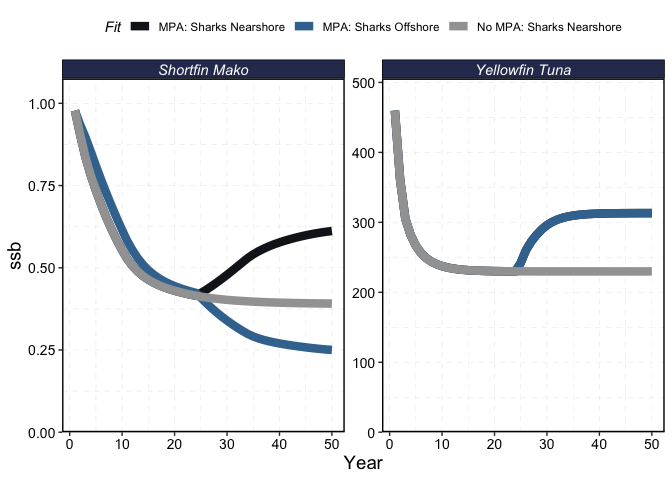 Fit MPA: Sharks Nearshore MPA: Sharks Offshore No MPA: Sharks Nearshore
Shortfin Mako
Yellowfin Tuna
ssb
1.00
0.75
0.50
0.25
0.00
0 10 20 30 40 50
500
400
300
200
100
0
0 10 20 30 40 50
Year